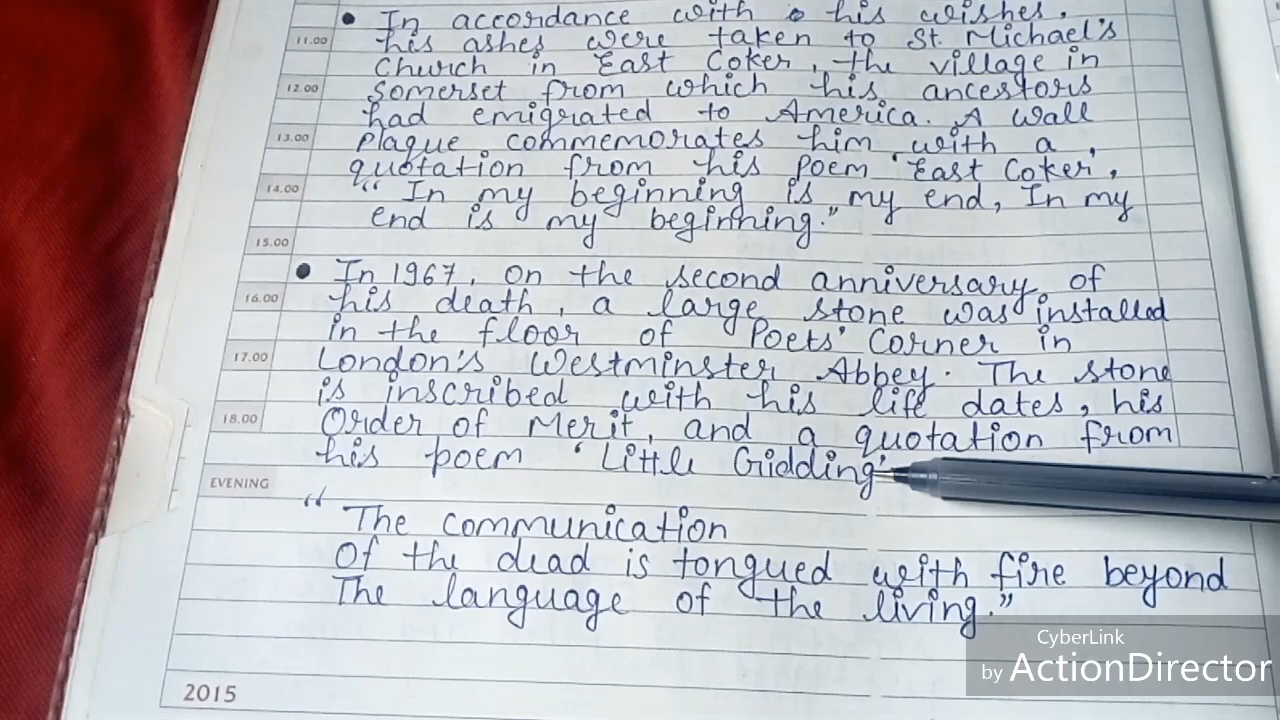 • In accordance with his wishes,
11.00 his ashes were taken to St. Michael's
Church in East Coker, the village in
12.00 Somerset from which his ancestors
had emigrated to America. A wall
13.00 Plaque commemorates him with a
quotation from his poem 'East Coker',
14.00 "In my beginning is my end, In my
end is my beginning."
15.00
• In 1967, on the second anniversary of
16.00 his death, a large stone was installed
in the floor of Poets' Corner in
17.00 London's Westminster Abbey. The stone
is inscribed with his life dates, his
18.00 Order of Merit, and a quotation from
his poem 'Little Gidding'
EVENING
"The communication
Of the dead is tongued with fire beyond
The language of the living."
2015
CyberLink
by ActionDirector